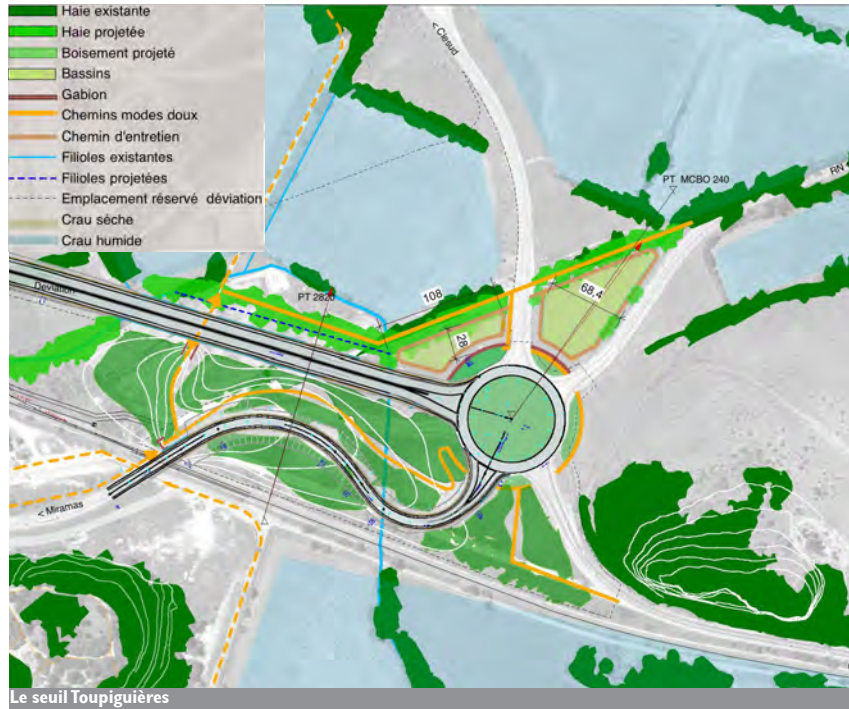 Haie existante
Haie projetée
Boisement projeté
Bassins
Gabion
Chemins modes doux
Chemin d'entretien
Filioles existantes
Filioles projetées
Emplacement réservé déviation
Crau sèche
Crau humide
< Clesud
PT MCBO 240
RN
Déviation
PT 2820
108
68,4
28
< Miramas
Le seuil Toupiguières